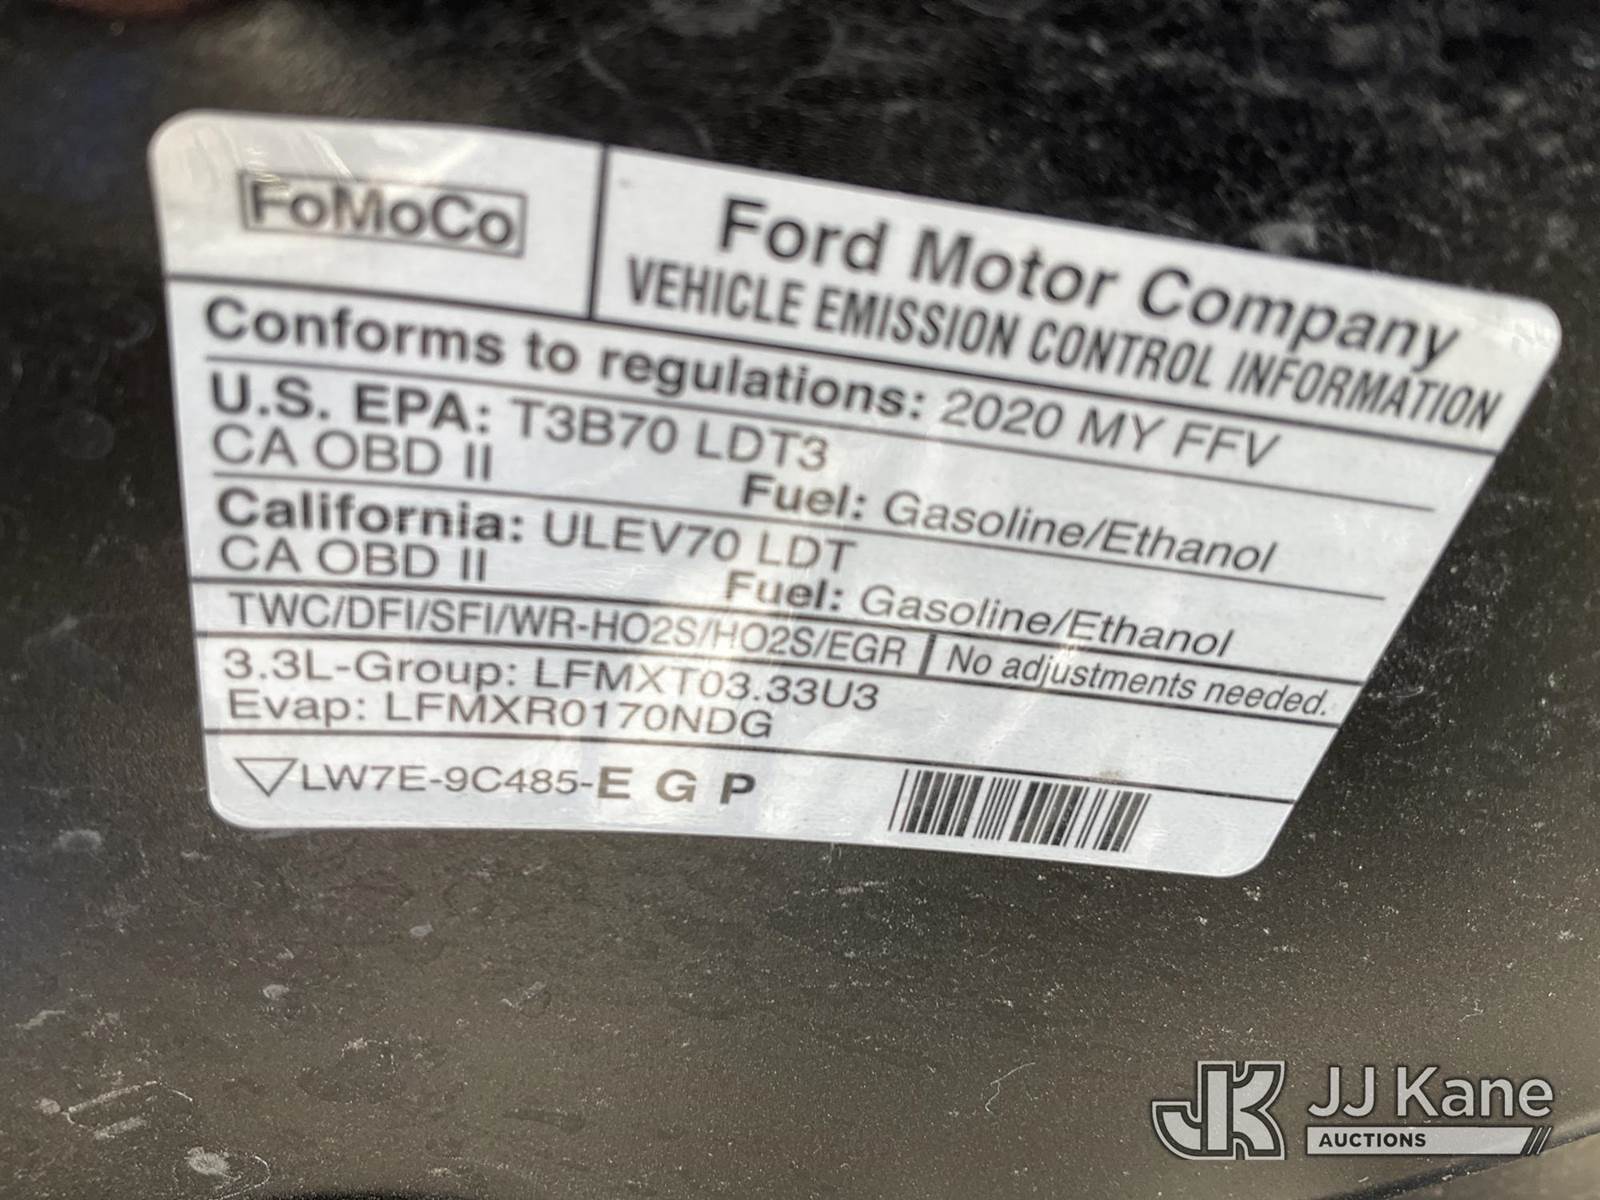 FoMoCo
Ford Motor Company
VEHICLE EMISSION CONTROL INFORMATION
Conforms to regulations: 2020 MY FFV
U.S. EPA: T3B70 LDT3
CA OBD II Fuel: Gasoline/Ethanol
California: ULEV70 LDT
CA OBD II Fuel: Gasoline/Ethanol
TWC/DFI/SFI/WR-HO2S/HO2S/EGR No adjustments needed.
3.3L-Group: LFMXT03.33U3
Evap: LFMXR0170NDG
LW7E-9C485-E G P
JK JJ Kane
AUCTIONS